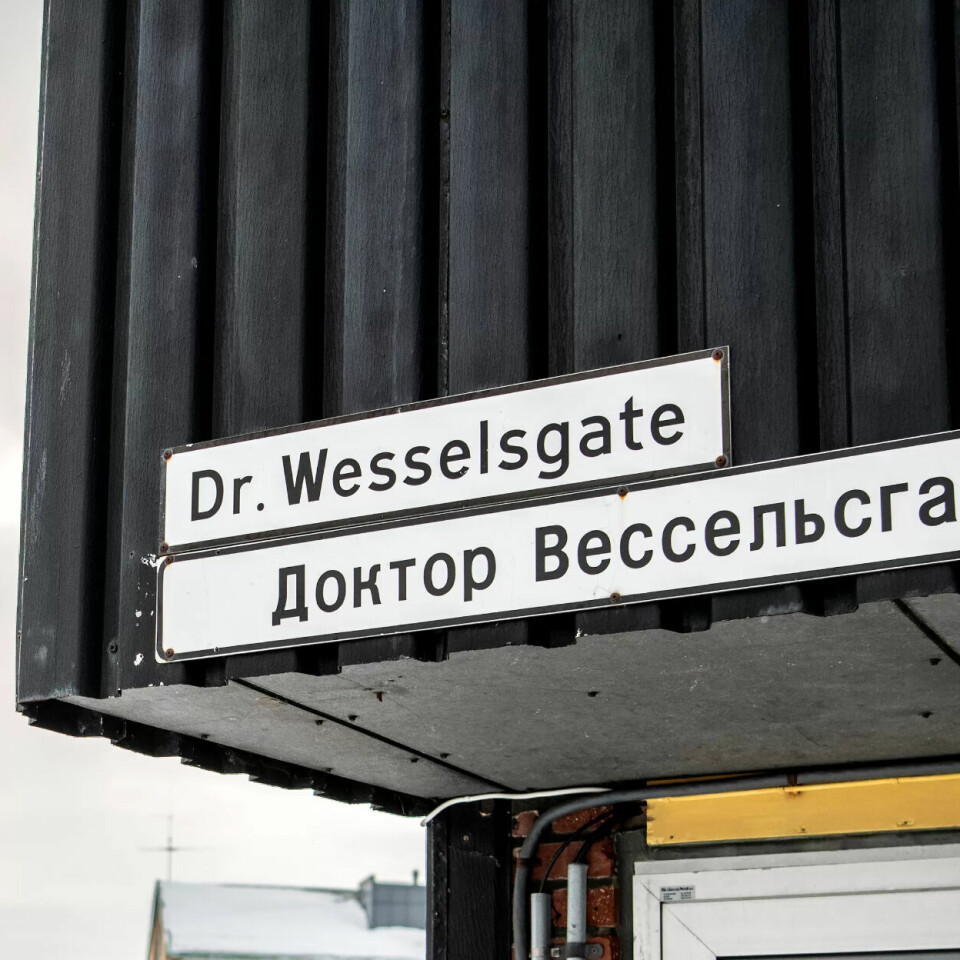 Dr. Wesselsgate
Доктор Вессельсга